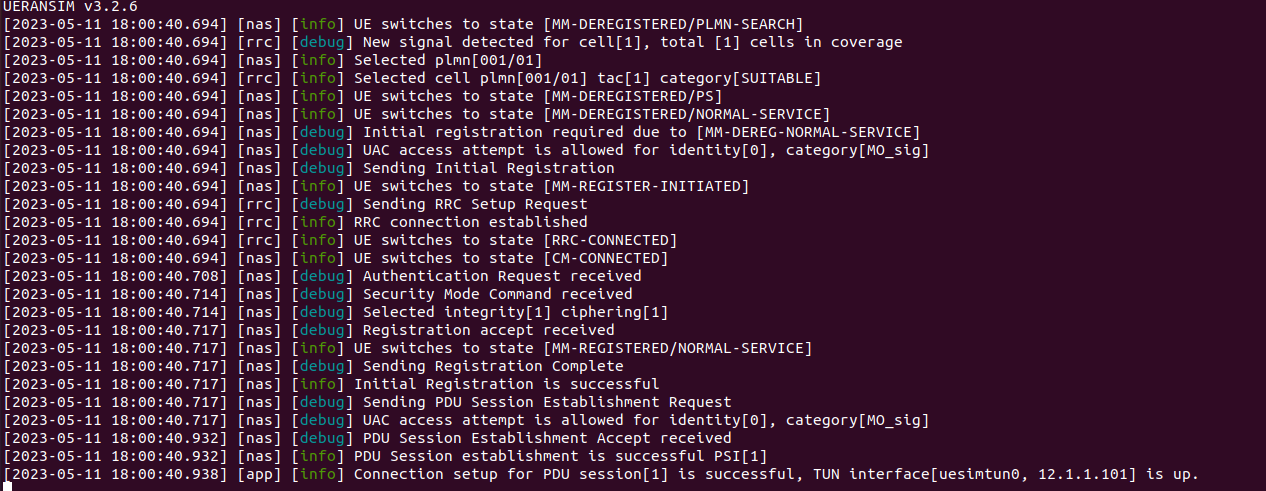 UERANSIM v3.2.6
[2023-05-11 18:00:40.694] [nas] [info] UE switches to state [MM-DEREGISTERED/PLMN-SEARCH]
[2023-05-11 18:00:40.694] [rrc] [debug] New signal detected for cell[1], total [1] cells in coverage
[2023-05-11 18:00:40.694] [nas] [info] Selected plmn[001/01]
[2023-05-11 18:00:40.694] [rrc] [info] Selected cell plmn[001/01] tac[1] category[SUITABLE]
[2023-05-11 18:00:40.694] [nas] [info] UE switches to state [MM-DEREGISTERED/PS]
[2023-05-11 18:00:40.694] [nas] [info] UE switches to state [MM-DEREGISTERED/NORMAL-SERVICE]
[2023-05-11 18:00:40.694] [nas] [debug] Initial registration required due to [MM-DEREG-NORMAL-SERVICE]
[2023-05-11 18:00:40.694] [nas] [debug] UAC access attempt is allowed for identity[0], category[MO_sig]
[2023-05-11 18:00:40.694] [nas] [debug] Sending Initial Registration
[2023-05-11 18:00:40.694] [nas] [info] UE switches to state [MM-REGISTER-INITIATED]
[2023-05-11 18:00:40.694] [rrc] [debug] Sending RRC Setup Request
[2023-05-11 18:00:40.694] [rrc] [info] RRC connection established
[2023-05-11 18:00:40.694] [rrc] [info] UE switches to state [RRC-CONNECTED]
[2023-05-11 18:00:40.694] [nas] [info] UE switches to state [CM-CONNECTED]
[2023-05-11 18:00:40.708] [nas] [debug] Authentication Request received
[2023-05-11 18:00:40.714] [nas] [debug] Security Mode Command received
[2023-05-11 18:00:40.714] [nas] [debug] Selected integrity[1] ciphering[1]
[2023-05-11 18:00:40.717] [nas] [debug] Registration accept received
[2023-05-11 18:00:40.717] [nas] [info] UE switches to state [MM-REGISTERED/NORMAL-SERVICE]
[2023-05-11 18:00:40.717] [nas] [debug] Sending Registration Complete
[2023-05-11 18:00:40.717] [nas] [info] Initial Registration is successful
[2023-05-11 18:00:40.717] [nas] [debug] Sending PDU Session Establishment Request
[2023-05-11 18:00:40.717] [nas] [debug] UAC access attempt is allowed for identity[0], category[MO_sig]
[2023-05-11 18:00:40.932] [nas] [debug] PDU Session Establishment Accept received
[2023-05-11 18:00:40.932] [nas] [info] PDU Session establishment is successful PSI[1]
[2023-05-11 18:00:40.938] [app] [info] Connection setup for PDU session[1] is successful, TUN interface[uesimtun0, 12.1.1.101] is up.